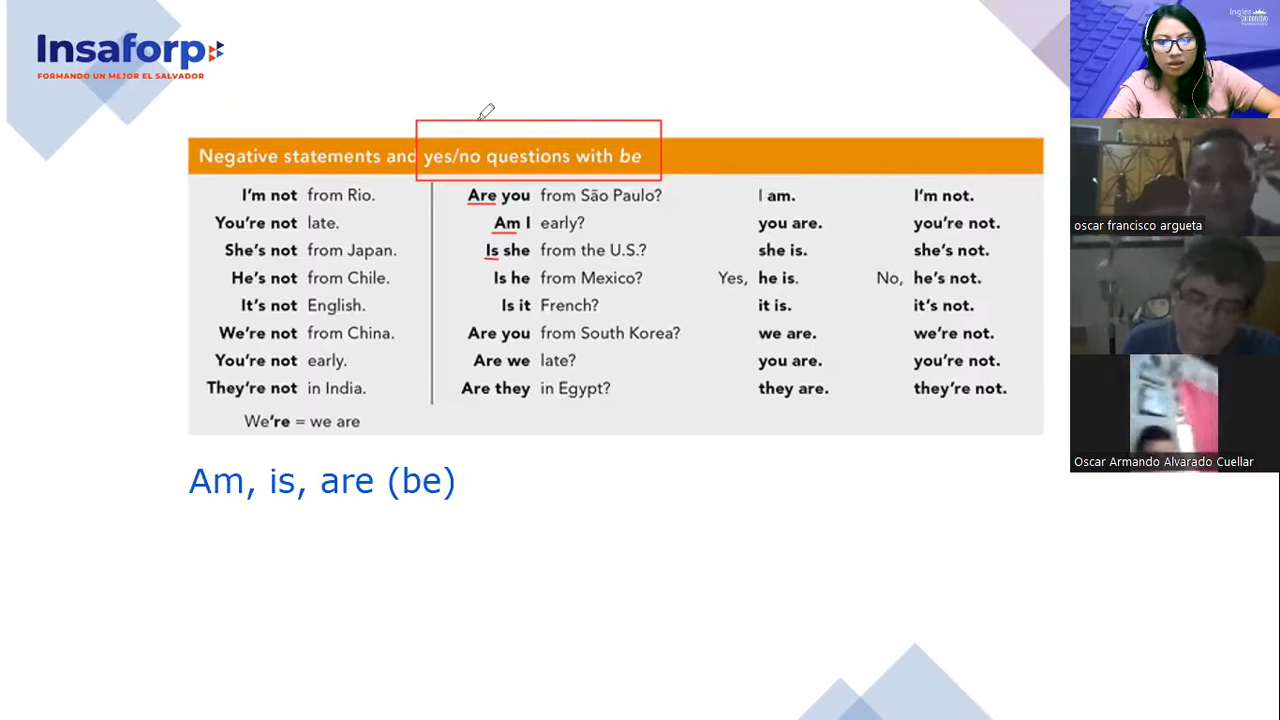 Insaforp
FORMANDO UN MEJOR EL SALVADOR
Negative statements and yes/no questions with be
I'm not from Rio. Are you from São Paulo? I am. I'm not.
You're not late. Am I early? you are. you're not.
She's not from Japan. Is she from the U.S.? she is. she's not.
He's not from Chile. Is he from Mexico? Yes, he is. No, he's not.
It's not English. Is it French? it is. it's not.
We're not from China. Are you from South Korea? we are. we're not.
You're not early. Are we late? you are. you're not.
They're not in India. Are they in Egypt? they are. they're not.
We're = we are
Am, is, are (be)
oscar francisco argueta
Oscar Armando Alvarado Cuellar